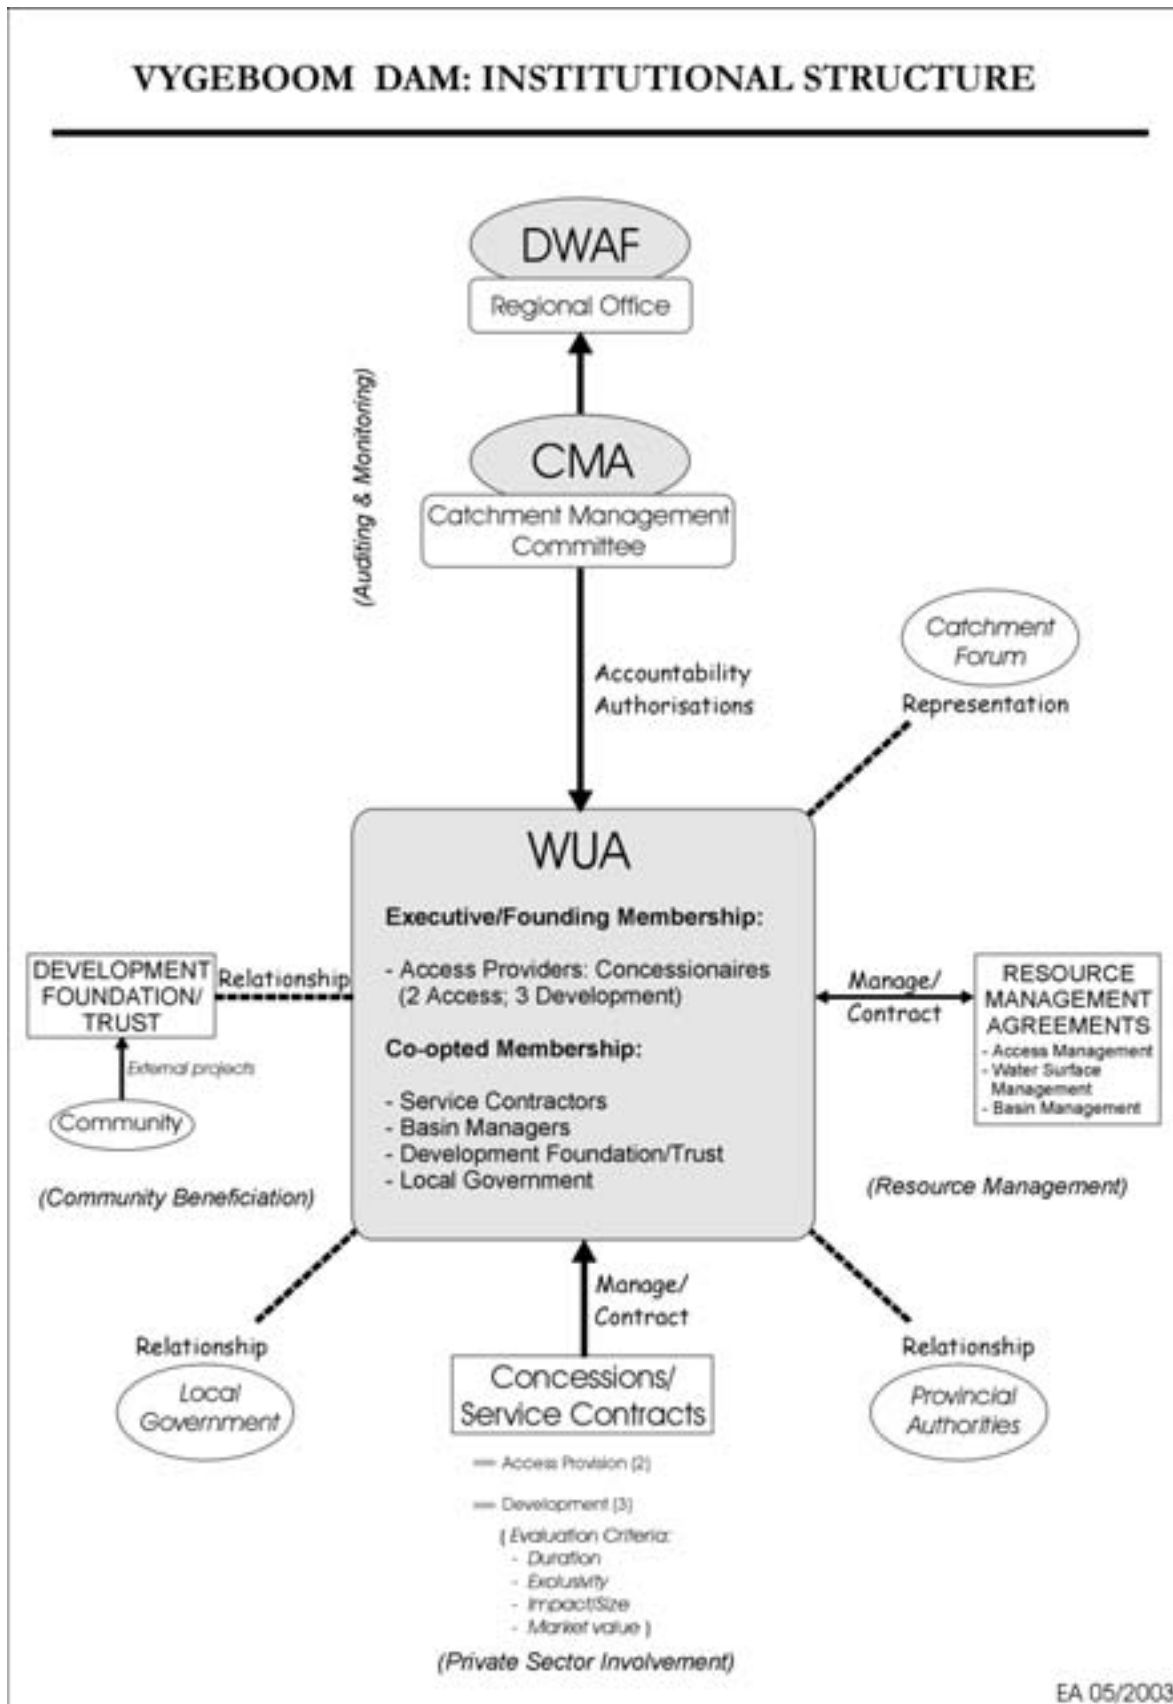 VYGEBOOM DAM: INSTITUTIONAL STRUCTURE
DWAF
Regional Office
(Auditing & Monitoring)
CMA
Catchment Management
Committee
Accountability
Authorisations
Catchment
Forum
Representation
WUA
Executive/Founding Membership:
- Access Providers: Concessionaires
(2 Access; 3 Development)
Co-opted Membership:
- Service Contractors
- Basin Managers
- Development Foundation/Trust
- Local Government
DEVELOPMENT
FOUNDATION/
TRUST
Relationship
External projects
Community
(Community Beneficiation)
Manage/
Contract
RESOURCE
MANAGEMENT
AGREEMENTS
- Access Management
- Water Surface
Management
- Basin Management
(Resource Management)
Relationship
Local
Government
Manage/
Contract
Concessions/
Service Contracts
Relationship
Provincial
Authorities
Access Provision (2)
Development (3)
( Evaluation Criteria:
- Duration
- Exclusivity
- Impact/Size
- Market value )
(Private Sector Involvement)
EA 05/2003